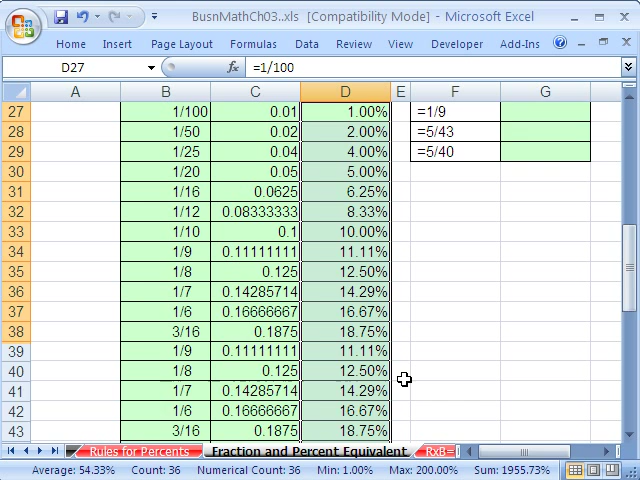 BusnMathCh03..xls [Compatibility Mode] - Microsoft Excel
Home Insert Page Layout Formulas Data Review View Developer Add-Ins
D27 fx =1/100
A B C D E F G
27 1/100 0.01 1.00% =1/9
28 1/50 0.02 2.00% =5/43
29 1/25 0.04 4.00% =5/40
30 1/20 0.05 5.00%
31 1/16 0.0625 6.25%
32 1/12 0.08333333 8.33%
33 1/10 0.1 10.00%
34 1/9 0.11111111 11.11%
35 1/8 0.125 12.50%
36 1/7 0.14285714 14.29%
37 1/6 0.16666667 16.67%
38 3/16 0.1875 18.75%
39 1/9 0.11111111 11.11%
40 1/8 0.125 12.50%
41 1/7 0.14285714 14.29%
42 1/6 0.16666667 16.67%
43 3/16 0.1875 18.75%
Rules for Percents Fraction and Percent Equivalent RxB=
Average: 54.33% Count: 36 Numerical Count: 36 Min: 1.00% Max: 200.00% Sum: 1955.73%